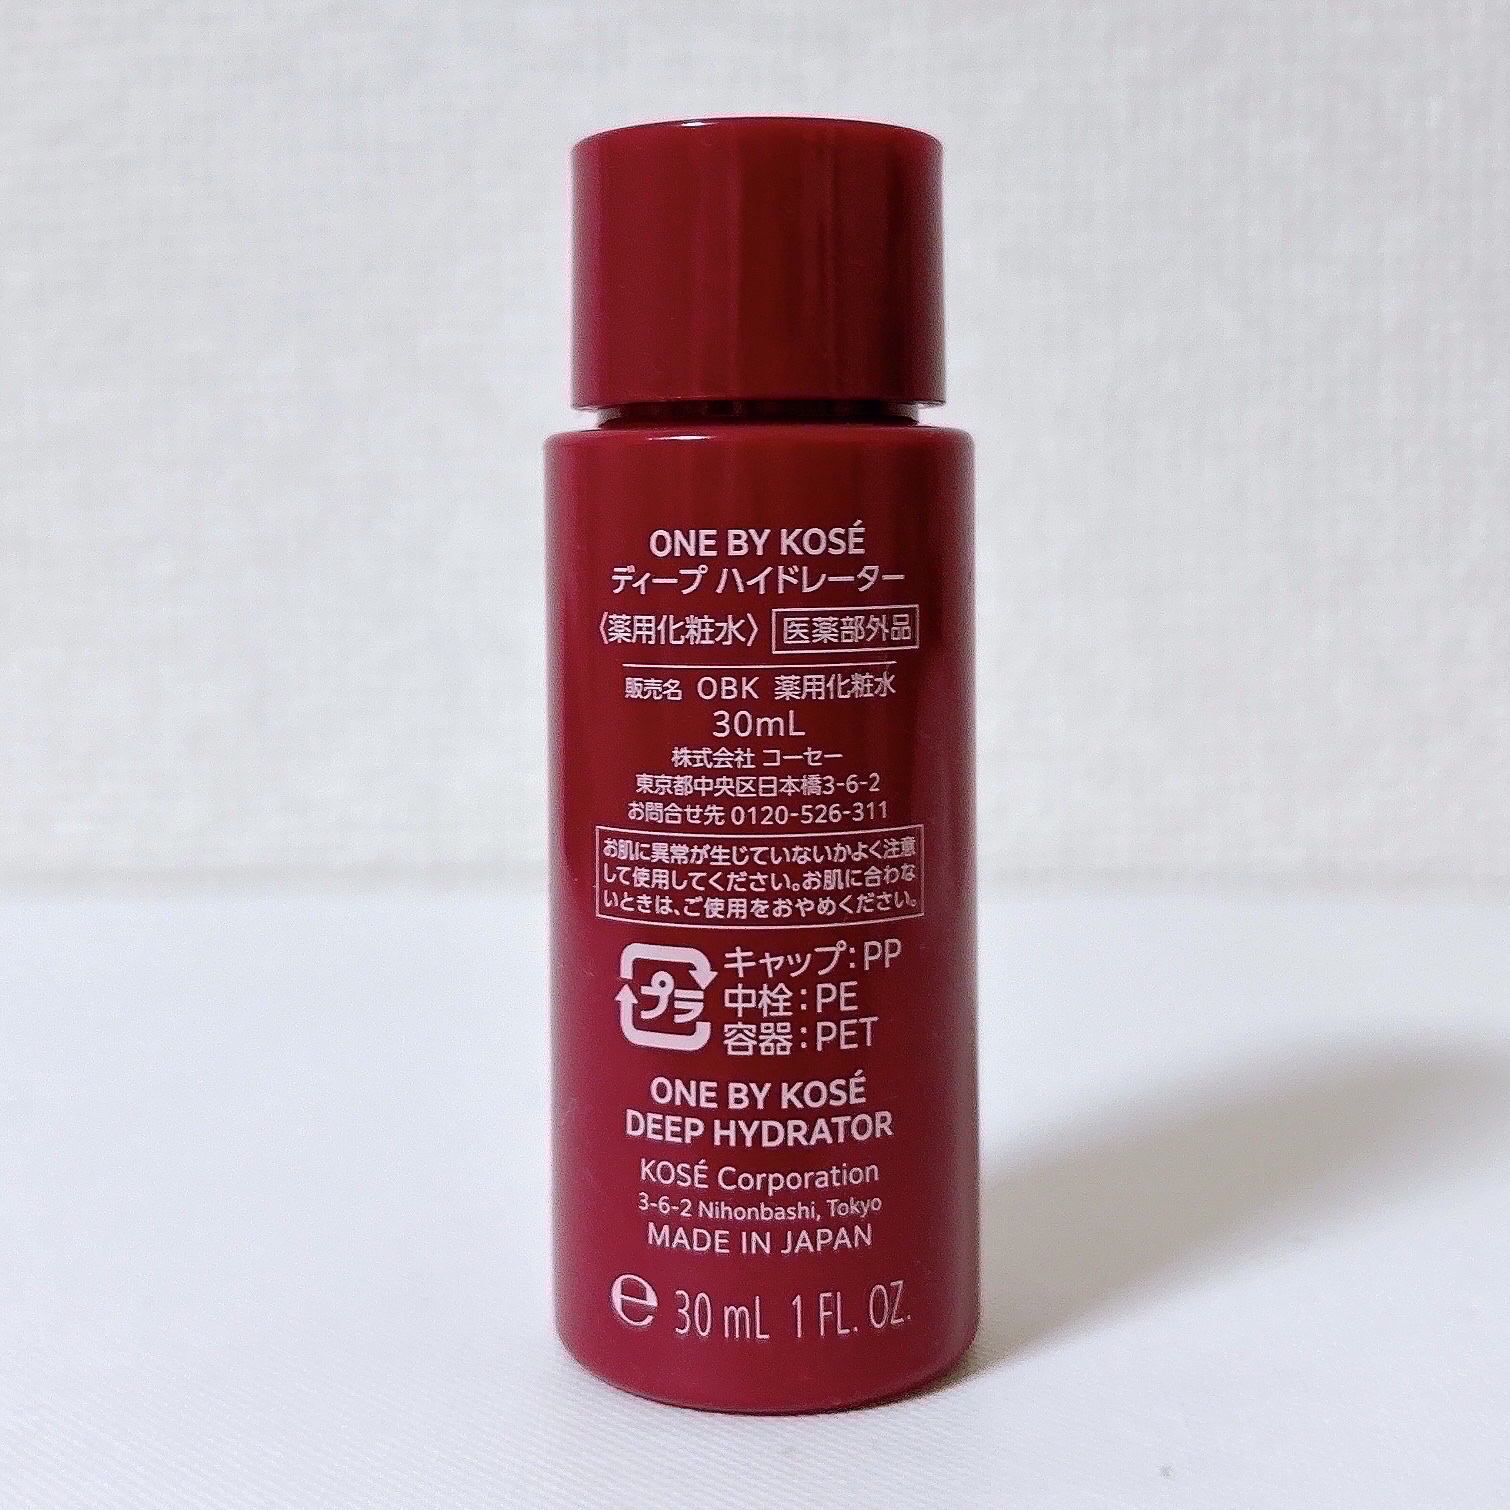 ONE BY KOSÉ
ディープ ハイドレーター
〈薬用化粧水〉 医薬部外品
販売名 OBK 薬用化粧水
30mL
株式会社 コーセー
東京都中央区日本橋3-6-2
お問合せ先 0120-526-311
お肌に異常が生じていないかよく注意
して使用してください。お肌に合わな
いときは、ご使用をおやめください。
プラ キャップ:PP
中栓:PE
容器:PET
ONE BY KOSÉ
DEEP HYDRATOR
KOSÉ Corporation
3-6-2 Nihonbashi, Tokyo
MADE IN JAPAN
℮ 30 mL 1 FL. OZ.